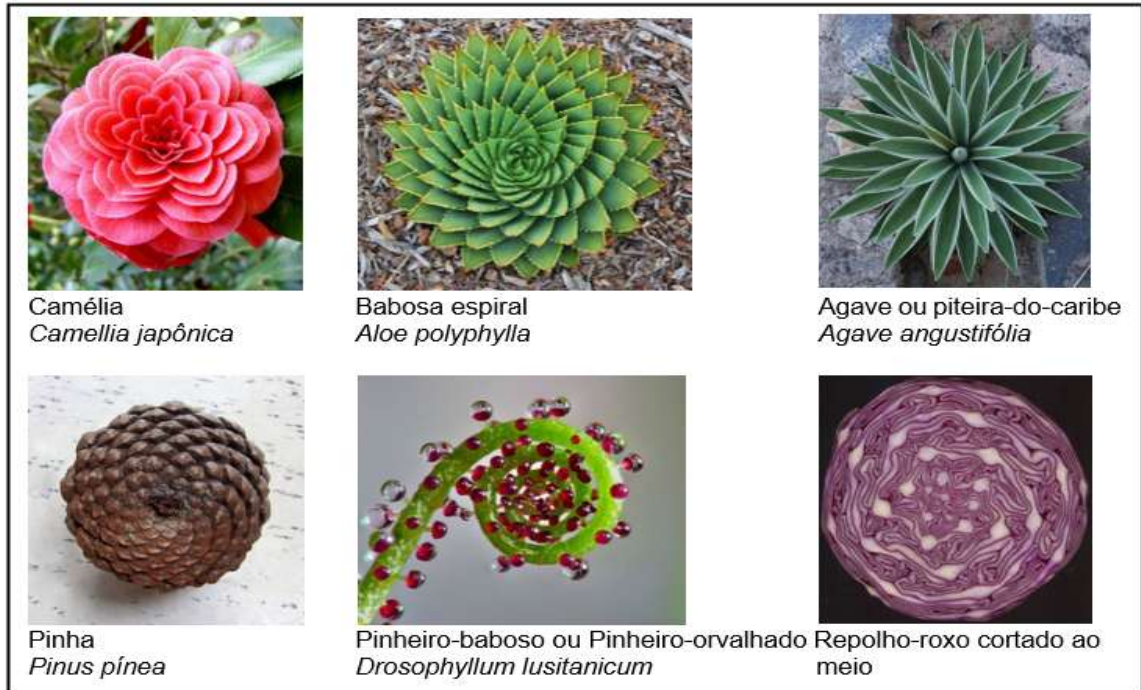 Camélia
Camellia japônica
Babosa espiral
Aloe polyphylla
Agave ou piteira-do-caribe
Agave angustifólia
Pinha
Pinus pínea
Pinheiro-baboso ou Pinheiro-orvalhado
Drosophyllum lusitanicum
Repolho-roxo cortado ao
meio